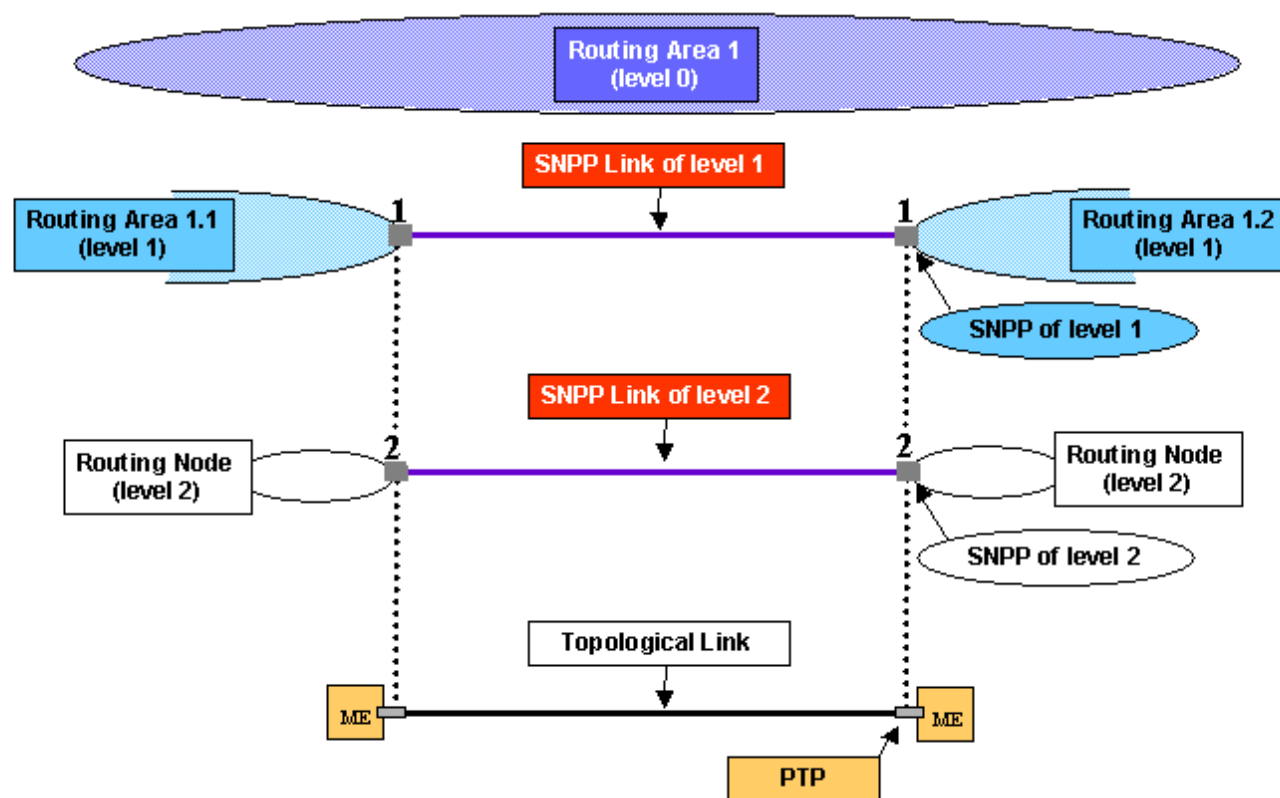 Routing Area 1
(level 0)
SNPP Link of level 1
1
1
Routing Area 1.1
(level 1)
Routing Area 1.2
(level 1)
SNPP of level 1
SNPP Link of level 2
2
2
Routing Node
(level 2)
Routing Node
(level 2)
SNPP of level 2
Topological Link
ME
ME
PTP